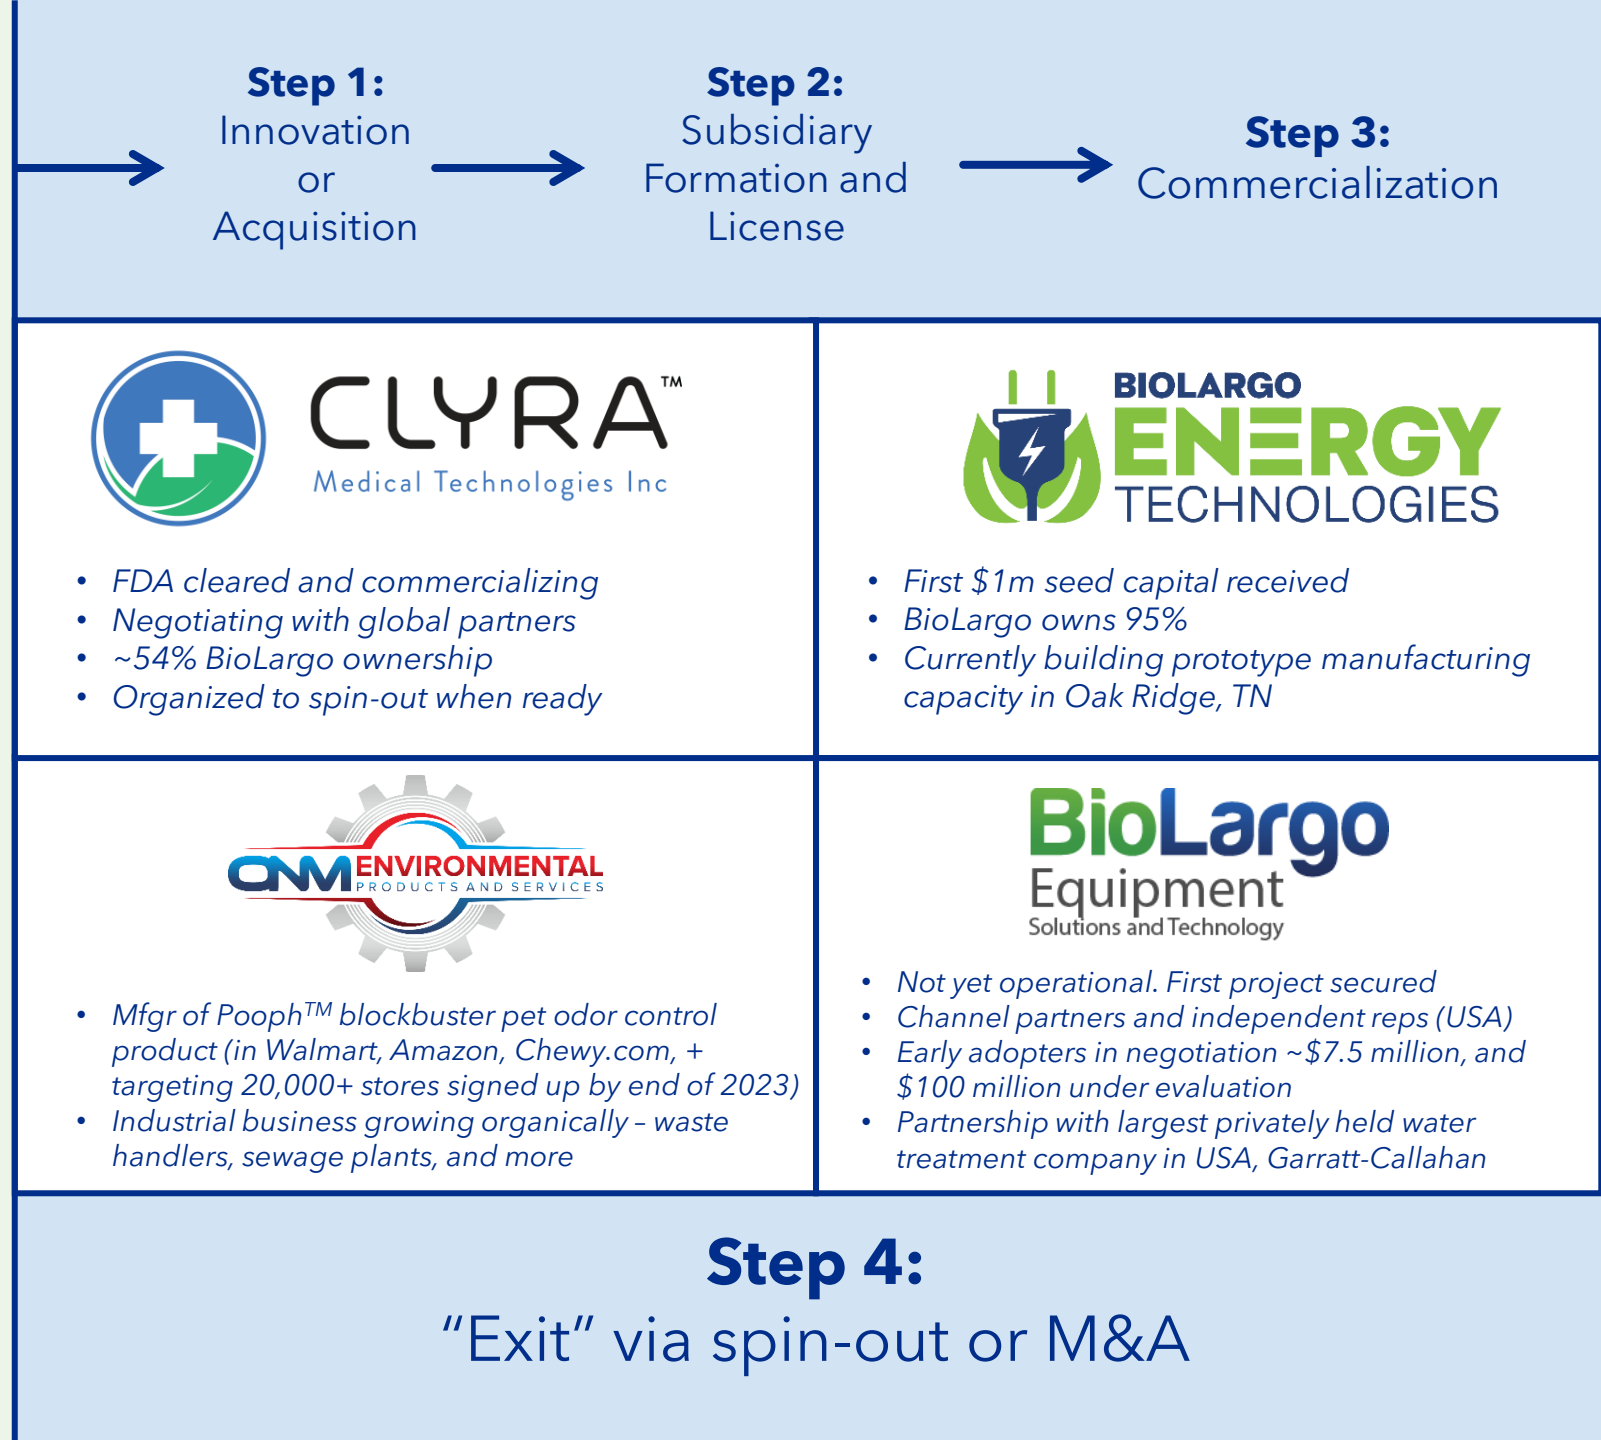 Step 1:
Innovation
or
Acquisition
Step 2:
Subsidiary
Formation and
License
Step 3:
Commercialization
CLYRA™
Medical Technologies Inc
• FDA cleared and commercializing
• Negotiating with global partners
• ~54% BioLargo ownership
• Organized to spin-out when ready
BIOLARGO
ENERGY
TECHNOLOGIES
• First $1m seed capital received
• BioLargo owns 95%
• Currently building prototype manufacturing
capacity in Oak Ridge, TN
ONM ENVIRONMENTAL
PRODUCTS AND SERVICES
• Mfgr of Pooph™ blockbuster pet odor control
product (in Walmart, Amazon, Chewy.com, +
targeting 20,000+ stores signed up by end of 2023)
• Industrial business growing organically – waste
handlers, sewage plants, and more
BioLargo
Equipment
Solutions and Technology
• Not yet operational. First project secured
• Channel partners and independent reps (USA)
• Early adopters in negotiation ~$7.5 million, and
$100 million under evaluation
• Partnership with largest privately held water
treatment company in USA, Garratt-Callahan
Step 4:
“Exit” via spin-out or M&A